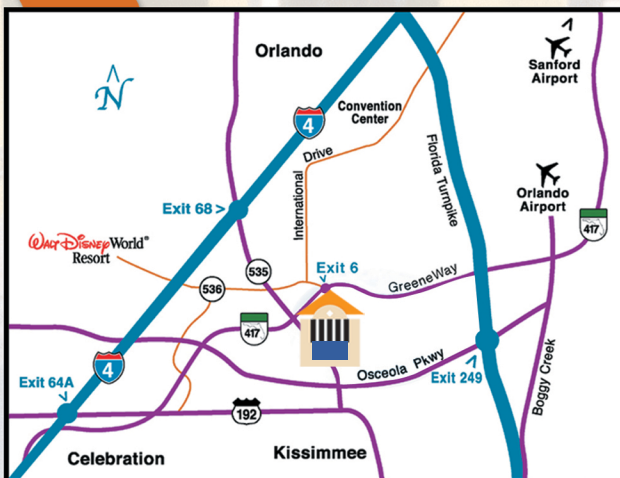 Orlando
Sanford
Airport
N
4
Convention
Center
Drive
International
Florida Turnpike
Orlando
Airport
417
Exit 68 >
Walt Disney World®
Resort
535
536
Exit 6
GreeneWay
417
4
Osceola Pkwy
Exit 249
Boggy Creek
Exit 64A
192
Celebration
Kissimmee